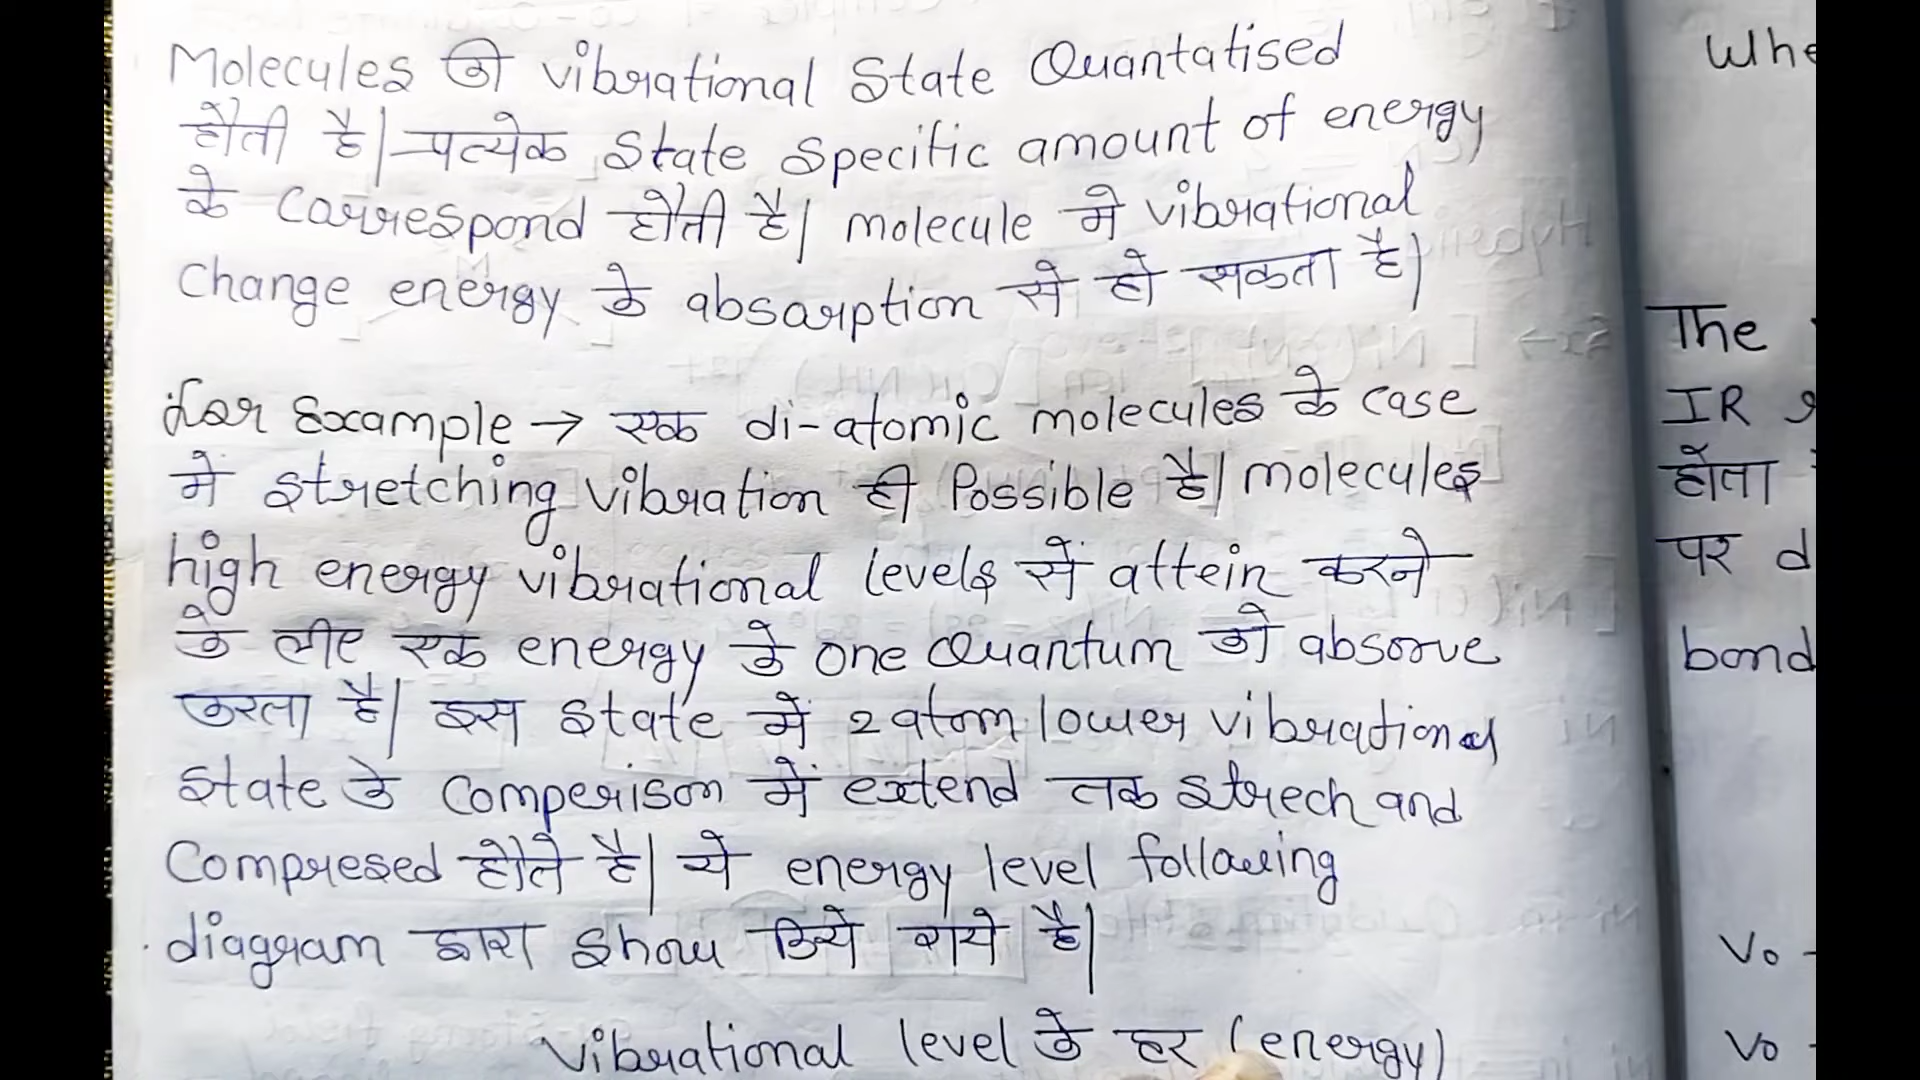 Molecules की vibrational State Quantatised
होती है। प्रत्येक State Specific amount of energy
के Correspond होती है। molecule मे vibrational
Change energy के absorption से हो सकता है।
For Example → एक di-atomic molecules के case
मे stretching vibration ही Possible है। molecules
high energy vibrational levels से attein करने
के लीए एक energy के one Quantum को absorve
करता है। इस state में 2 atom lower vibrational
State के Comperison में extend तक strech and
Compresed होते है। ये energy level following
diagram द्वारा show किये गये है।
Vibrational level के हर (energy)
Whe
The
IR
होता
पर d
bond
Vo -
Vo -